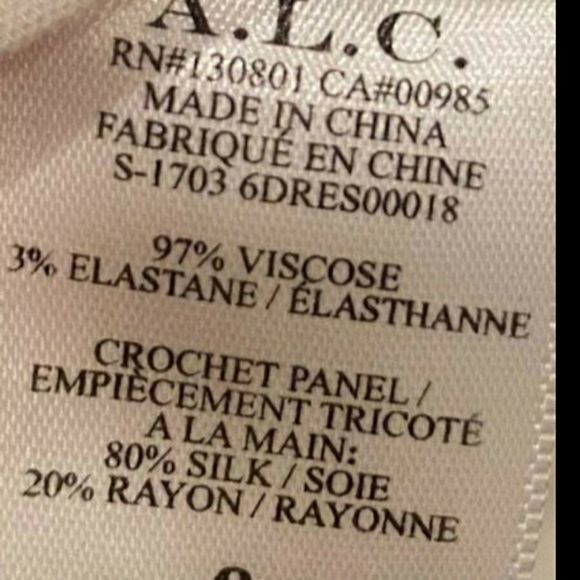 A.L.C.
RN#130801 CA#00985
MADE IN CHINA
FABRIQUÉ EN CHINE
S-1703 6DRES00018
97% VISCOSE
3% ELASTANE / ÉLASTHANNE
CROCHET PANEL /
EMPIÈCEMENT TRICOTÉ
A LA MAIN:
80% SILK / SOIE
20% RAYON / RAYONNE